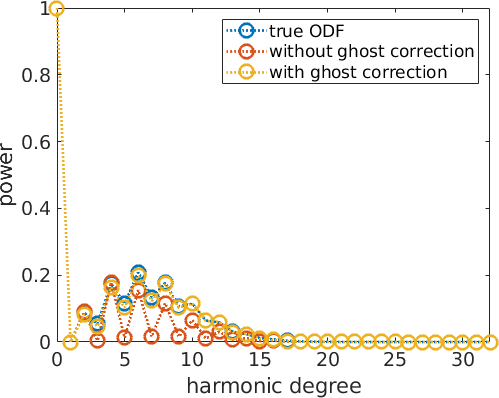 1
0.8
0.6
0.4
0.2
0
power
true ODF
without ghost correction
with ghost correction
0 5 10 15 20 25 30
harmonic degree